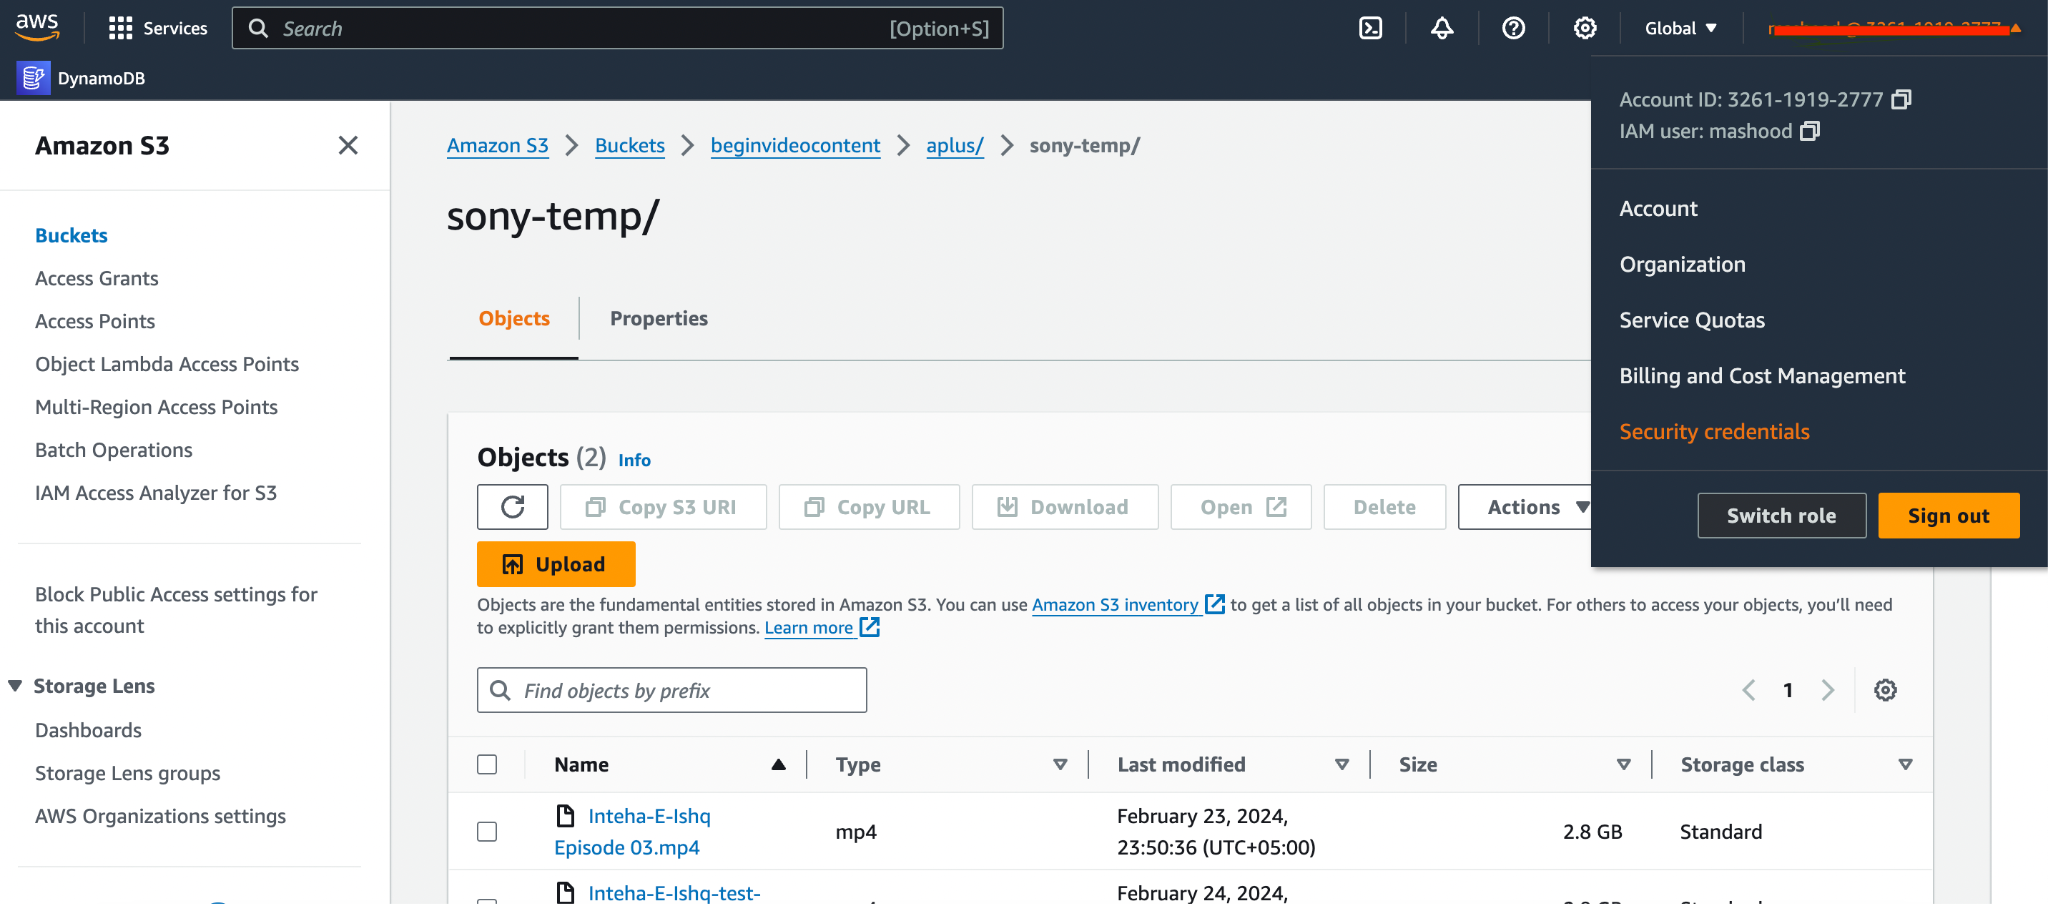 aws
Services
Search
[Option+S]
Global
DynamoDB
Account ID: 3261-1919-2777
IAM user: mashood
Account
Organization
Service Quotas
Billing and Cost Management
Security credentials
Switch role
Sign out
Amazon S3
Buckets
Access Grants
Access Points
Object Lambda Access Points
Multi-Region Access Points
Batch Operations
IAM Access Analyzer for S3
Block Public Access settings for
this account
Storage Lens
Dashboards
Storage Lens groups
AWS Organizations settings
Amazon S3 > Buckets > beginvideocontent > aplus/ > sony-temp/
sony-temp/
Objects
Properties
Objects (2) Info
Copy S3 URI
Copy URL
Download
Open
Delete
Actions
Upload
Objects are the fundamental entities stored in Amazon S3. You can use Amazon S3 inventory to get a list of all objects in your bucket. For others to access your objects, you’ll need
to explicitly grant them permissions. Learn more
Find objects by prefix
1
Name
Type
Last modified
Size
Storage class
Inteha-E-Ishq
Episode 03.mp4
mp4
February 23, 2024,
23:50:36 (UTC+05:00)
2.8 GB
Standard
Inteha-E-Ishq-test-
February 24, 2024,